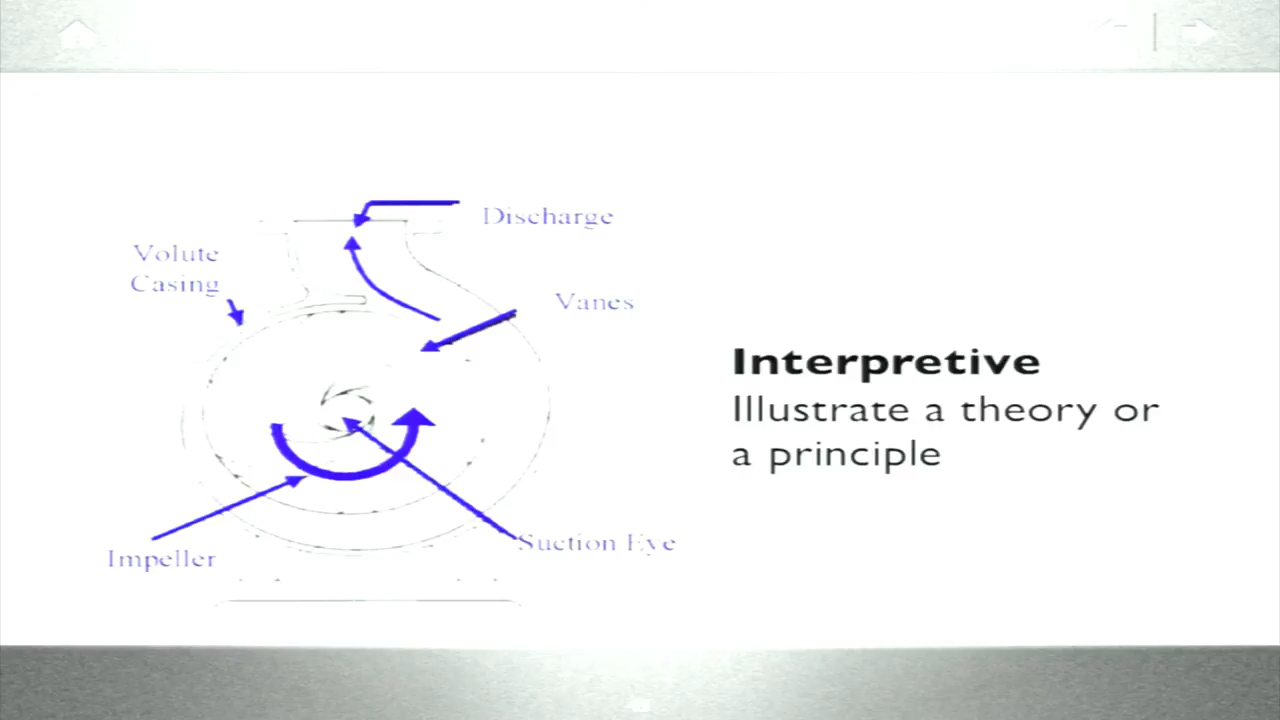 Discharge
Volute
Casing
Vanes
Impeller
Suction Eye
Interpretive
Illustrate a theory or
a principle